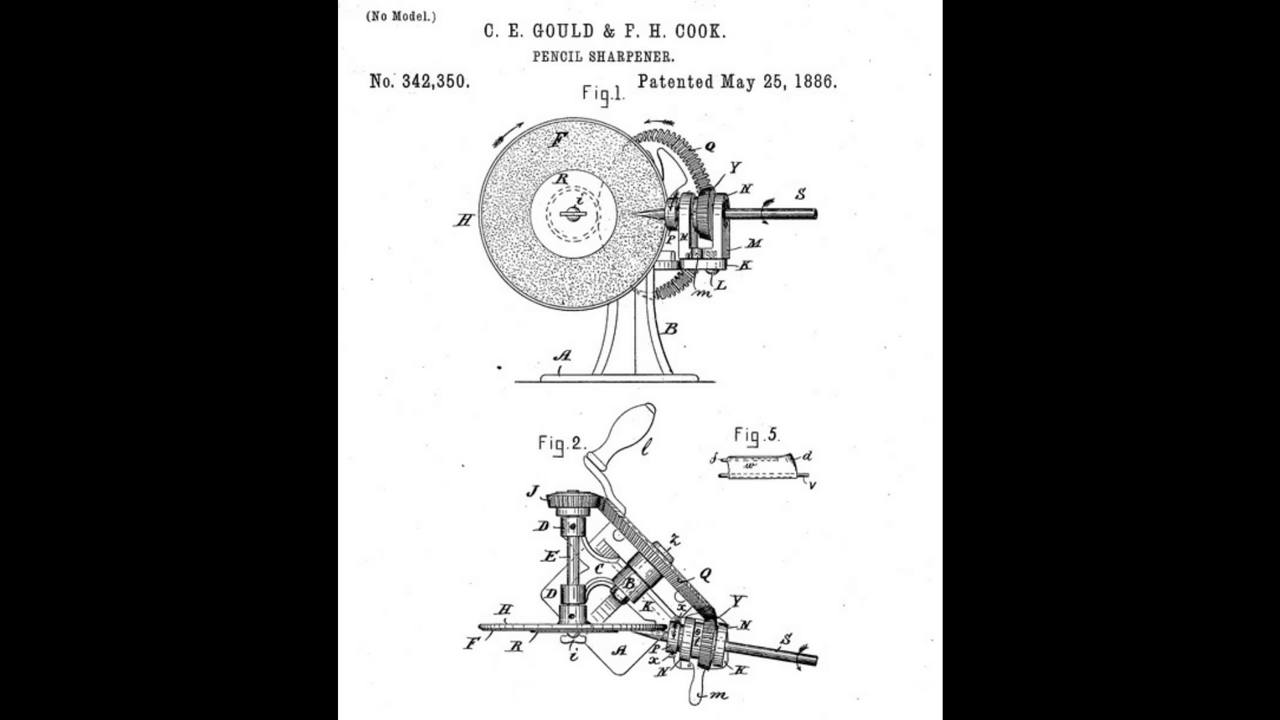 (No Model.)
C. E. GOULD & F. H. COOK.
PENCIL SHARPENER.
No. 342,350. Patented May 25, 1886.
Fig.1.
F
Q
R
Y
N
i
S
H
P
N
M
K
L
m
B
A
Fig.2.
l
Fig.5.
f
w
d
v
J
D
E
Z
C
B
Q
D
H
K
x
Y
N
F
R
i
A
P
x
N
S
K
m